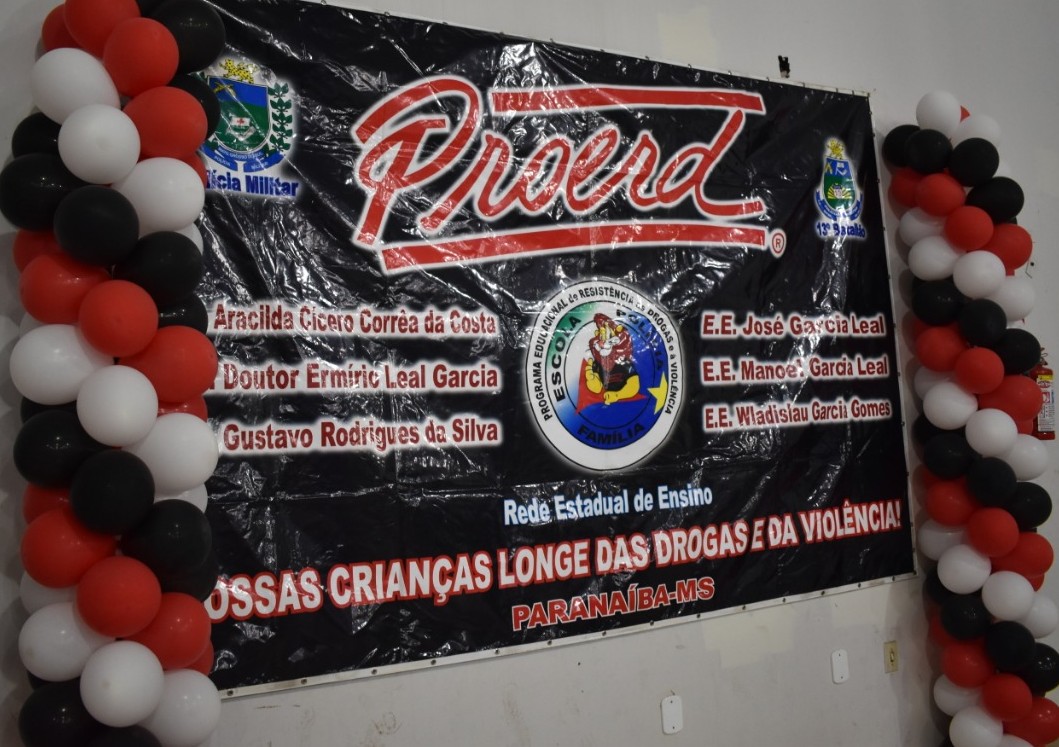 Proerd
®
ícia Militar
13º Batalhão
Aracilda Cícero Corrêa da Costa
Doutor Ermíric Leal Garcia
Gustavo Rodrigues da Silva
PROGRAMA EDUCACIONAL de RESISTÊNCIA às DROGAS e à VIOLÊNCIA
ESCOLA
POLÍCIA
FAMÍLIA
E.E. José Garcia Leal
E.E. Manoel Garcia Leal
E.E. Wladislau Garcia Gomes
Rede Estadual de Ensino
OSSAS CRIANÇAS LONGE DAS DROGAS E DA VIOLÊNCIA!
PARANAÍBA-MS